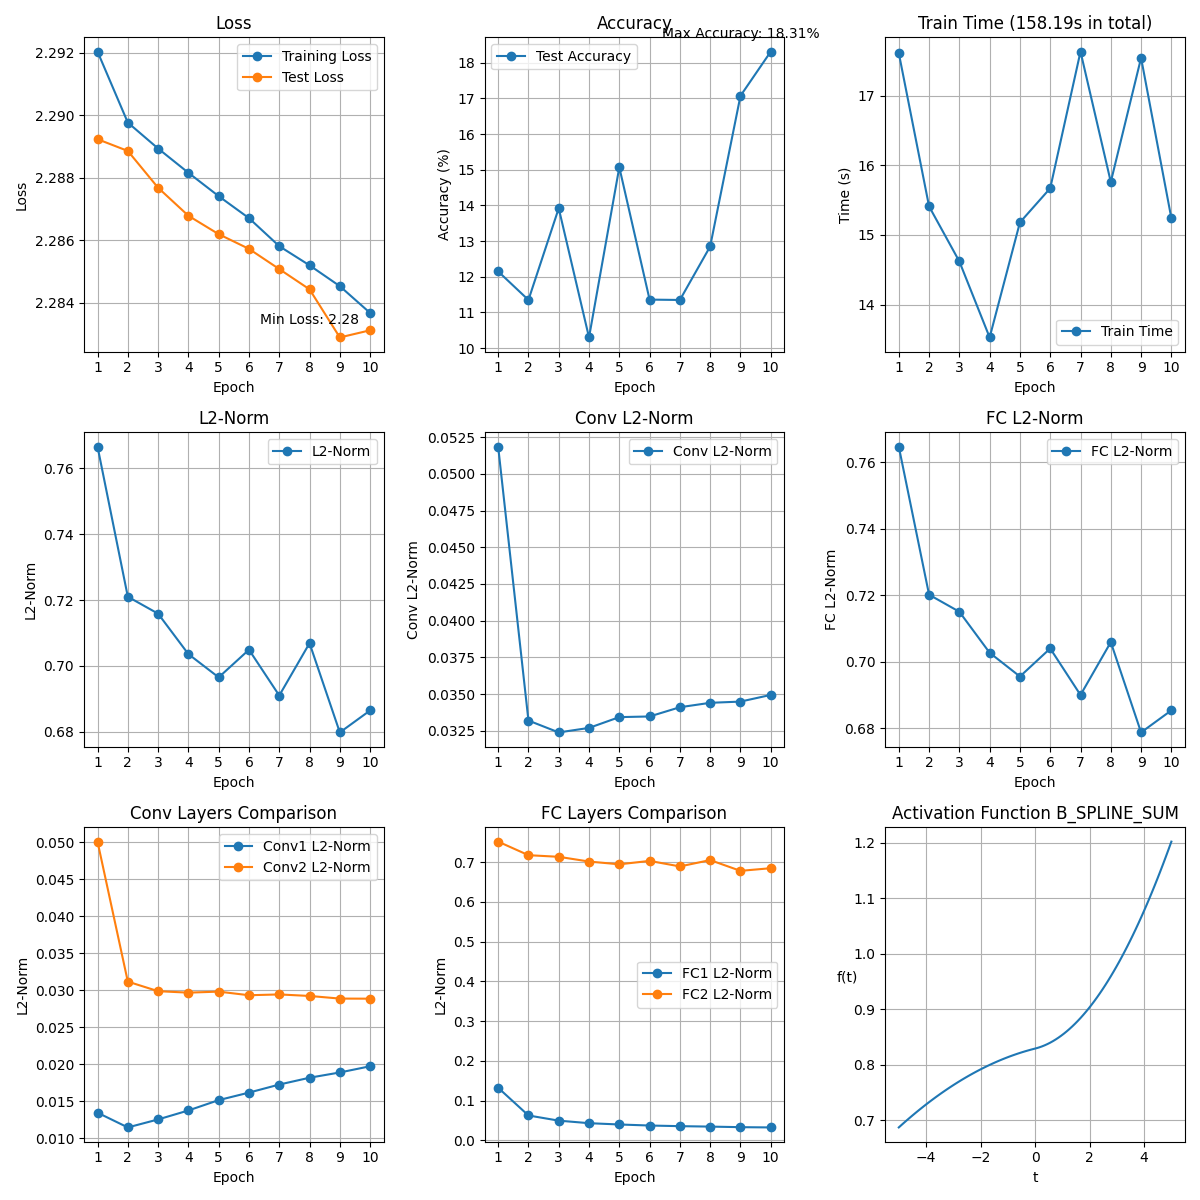 Loss
Training Loss
Test Loss
2.292
2.290
2.288
2.286
2.284
Min Loss: 2.28
Loss
1 2 3 4 5 6 7 8 9 10
Epoch
Accuracy
Max Accuracy: 18.31%
Test Accuracy
18
17
16
15
14
13
12
11
10
Accuracy (%)
1 2 3 4 5 6 7 8 9 10
Epoch
Train Time (158.19s in total)
17
16
15
14
Time (s)
Train Time
1 2 3 4 5 6 7 8 9 10
Epoch
L2-Norm
L2-Norm
0.76
0.74
0.72
0.70
0.68
L2-Norm
1 2 3 4 5 6 7 8 9 10
Epoch
Conv L2-Norm
Conv L2-Norm
0.0525
0.0500
0.0475
0.0450
0.0425
0.0400
0.0375
0.0350
0.0325
Conv L2-Norm
1 2 3 4 5 6 7 8 9 10
Epoch
FC L2-Norm
FC L2-Norm
0.76
0.74
0.72
0.70
0.68
FC L2-Norm
1 2 3 4 5 6 7 8 9 10
Epoch
Conv Layers Comparison
Conv1 L2-Norm
Conv2 L2-Norm
0.050
0.045
0.040
0.035
0.030
0.025
0.020
0.015
0.010
L2-Norm
1 2 3 4 5 6 7 8 9 10
Epoch
FC Layers Comparison
0.7
0.6
0.5
0.4
0.3
0.2
0.1
0.0
L2-Norm
FC1 L2-Norm
FC2 L2-Norm
1 2 3 4 5 6 7 8 9 10
Epoch
Activation Function B_SPLINE_SUM
1.2
1.1
1.0
0.9
0.8
0.7
f(t)
−4 −2 0 2 4
t